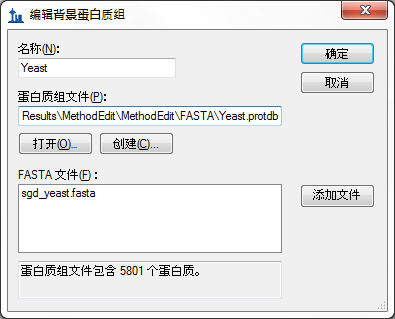 编辑背景蛋白质组
名称(N):
Yeast
确定
取消
蛋白质组文件(P):
Results\MethodEdit\MethodEdit\FASTA\Yeast.protdb
打开(O)...
创建(C)...
FASTA 文件(F) :
sgd_yeast.fasta
添加文件
蛋白质组文件包含 5801 个蛋白质。